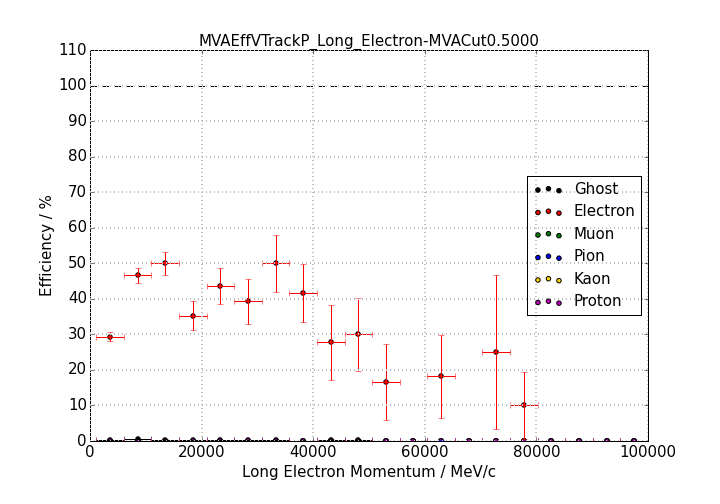 MVAEffVTrackP_Long_Electron-MVACut0.5000
110
100
90
80
70
60
50
40
30
20
10
0
Efficiency / %
Ghost
Electron
Muon
Pion
Kaon
Proton
0 20000 40000 60000 80000 100000
Long Electron Momentum / MeV/c